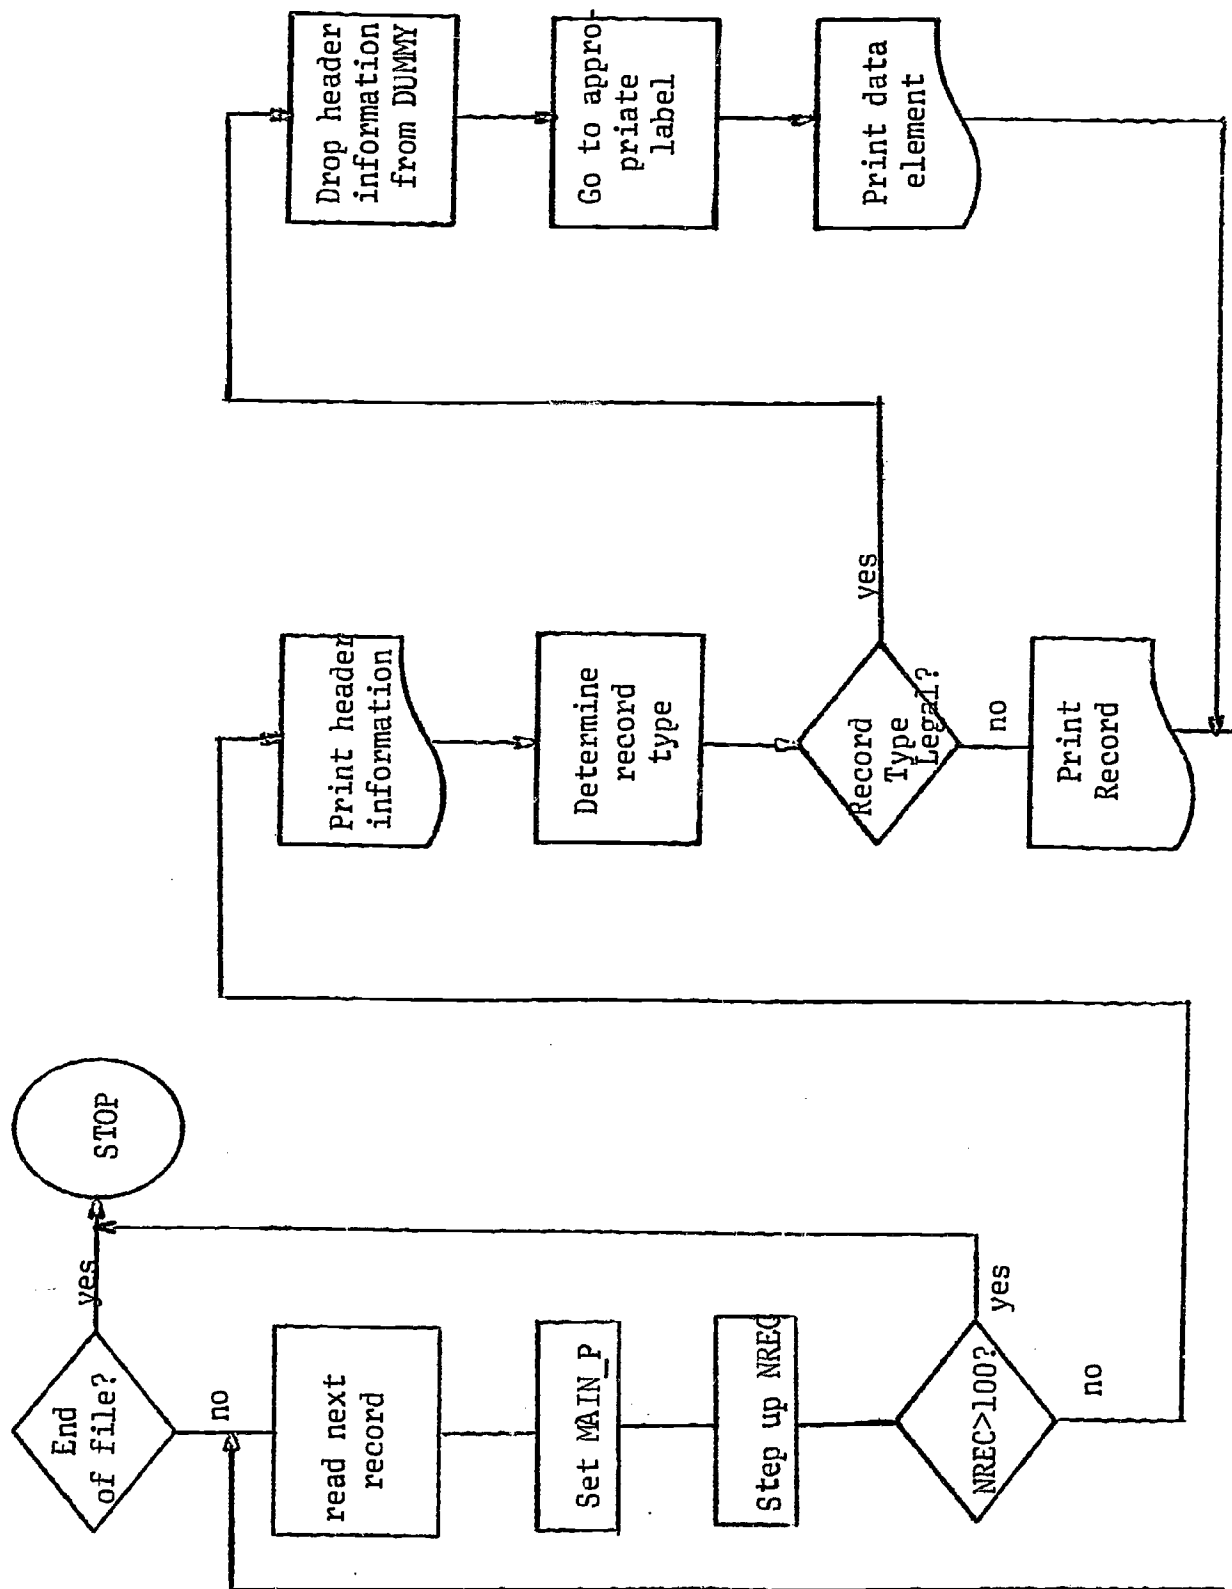 End
of file?
yes
STOP
no
read next
record
Set MAIN_P
Step up NREC
NREC>100?
yes
no
Print header
information
Determine
record
type
Record
Type
Legal?
yes
no
Print
Record
Drop header
information
from DUMMY
Go to appro-
priate
label
Print data
element